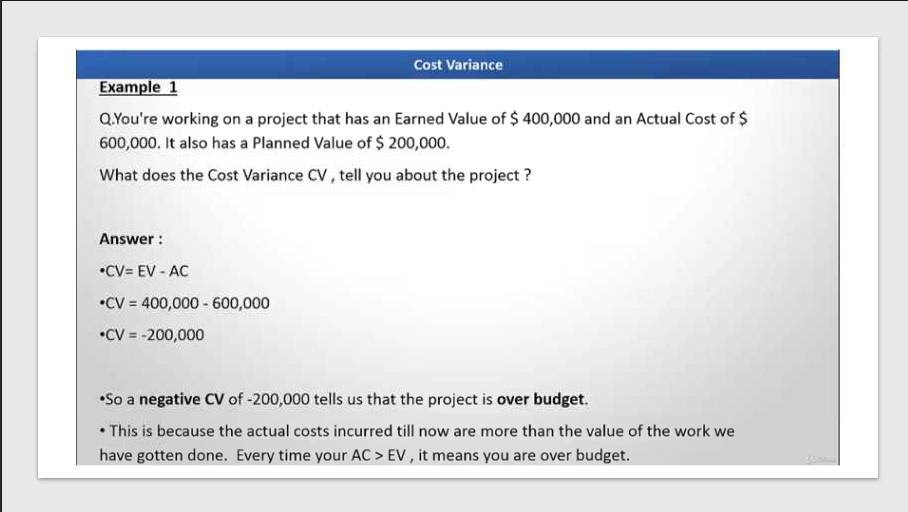 Cost Variance
Example 1
Q.You're working on a project that has an Earned Value of $ 400,000 and an Actual Cost of $
600,000. It also has a Planned Value of $ 200,000.
What does the Cost Variance CV , tell you about the project ?
Answer :
•CV= EV - AC
•CV = 400,000 - 600,000
•CV = -200,000
•So a negative CV of -200,000 tells us that the project is over budget.
• This is because the actual costs incurred till now are more than the value of the work we
have gotten done.  Every time your AC > EV , it means you are over budget.